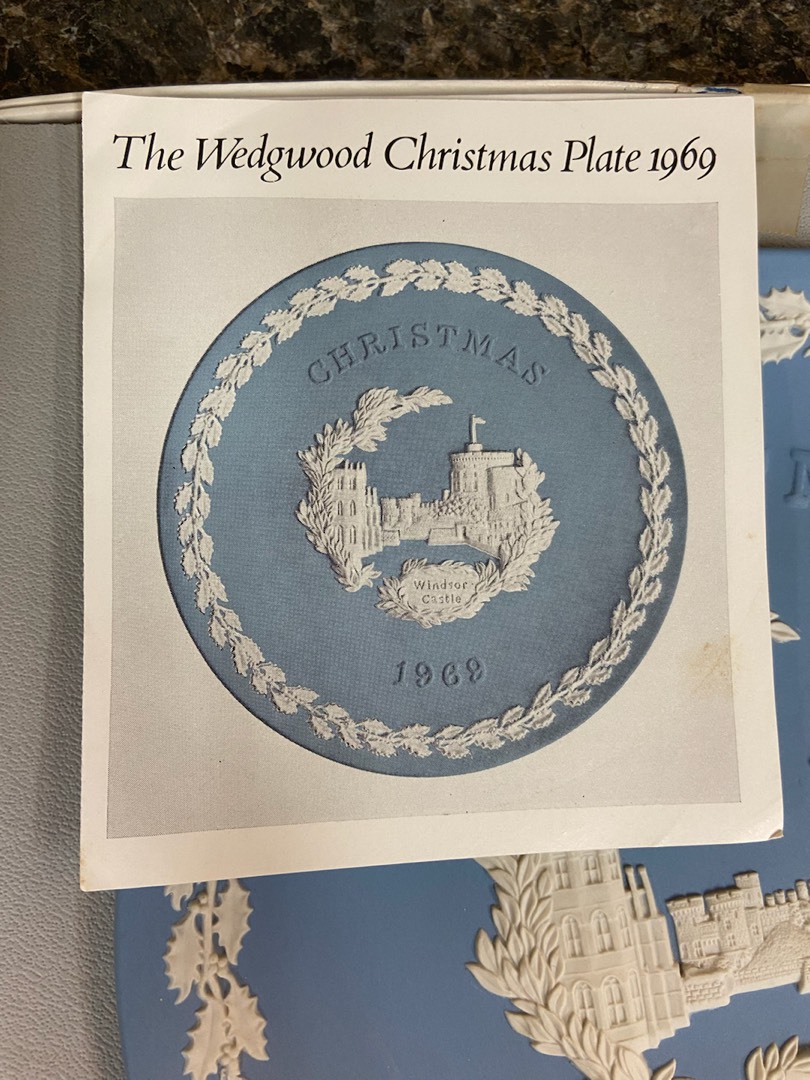 The Wedgwood Christmas Plate 1969
CHRISTMAS
Windsor
Castle
1969